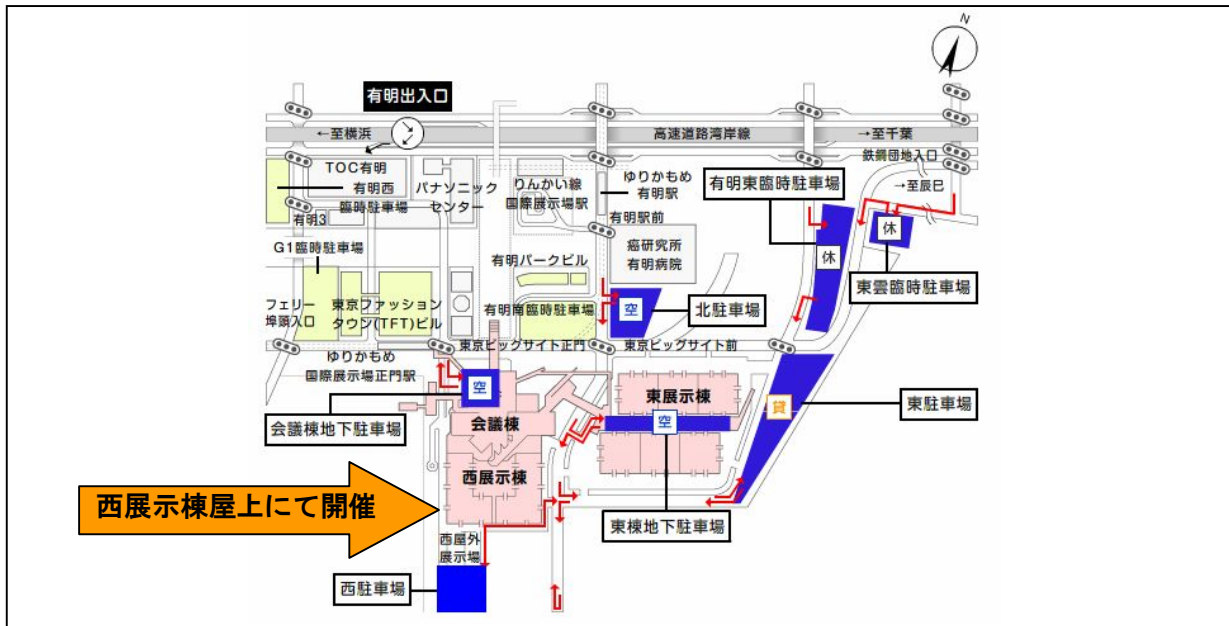 N
有明出入口
←至横浜
高速道路湾岸線
→至千葉
鉄鋼団地入口
→至辰巳
TOC有明
有明西
臨時駐車場
有明3
パナソニック
センター
りんかい線
国際展示場駅
ゆりかもめ
有明駅
有明駅前
有明東臨時駐車場
休
休
東雲臨時駐車場
癌研究所
有明病院
G1臨時駐車場
有明パークビル
フェリー
埠頭入口
東京ファッション
タウン(TFT)ビル
有明南臨時駐車場
空
北駐車場
東京ビッグサイト正門
東京ビッグサイト前
ゆりかもめ
国際展示場正門駅
空
会議棟地下駐車場
会議棟
東展示棟
空
貸
東駐車場
西展示棟
西展示棟屋上にて開催
東棟地下駐車場
西屋外
展示場
西駐車場